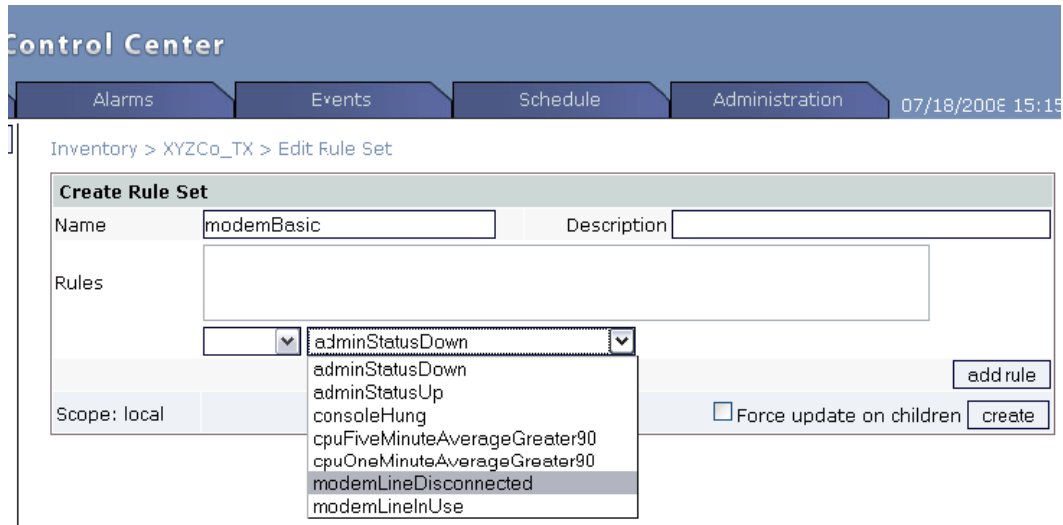 Control Center
Alarms Events Schedule Administration 07/18/2008 15:15
Inventory > XYZCo_TX > Edit Rule Set
Create Rule Set
Name modemBasic Description
Rules
adminStatusDown
adminStatusDown
add rule
adminStatusUp
Scope: local consoleHung Force update on children create
cpuFiveMinuteAverageGreater90
cpuOneMinuteAverageGreater90
modemLineDisconnected
modemLineInUse